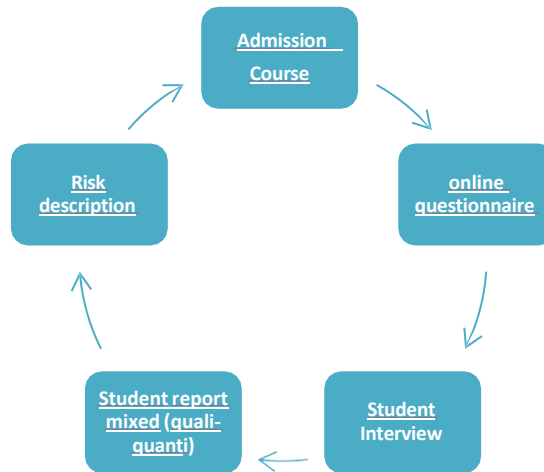 Admission
Course
online
questionnaire
Student
Interview
Student report
mixed (quali-
quanti)
Risk
description